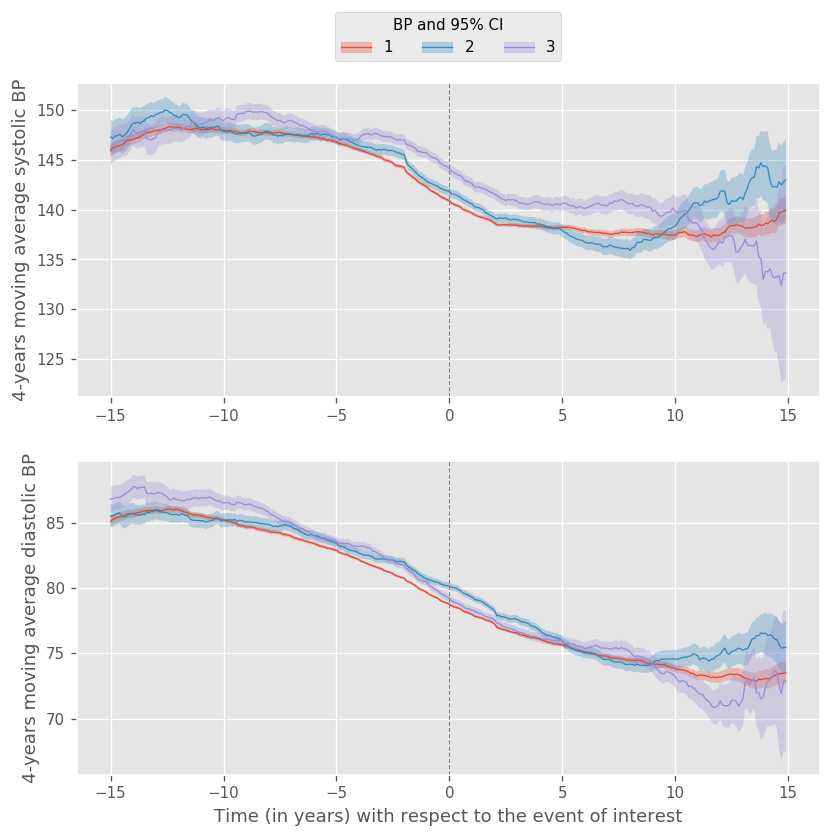 BP and 95% CI
1 2 3
4-years moving average systolic BP
150
145
140
135
130
125
−15 −10 −5 0 5 10 15
4-years moving average diastolic BP
85
80
75
70
−15 −10 −5 0 5 10 15
Time (in years) with respect to the event of interest